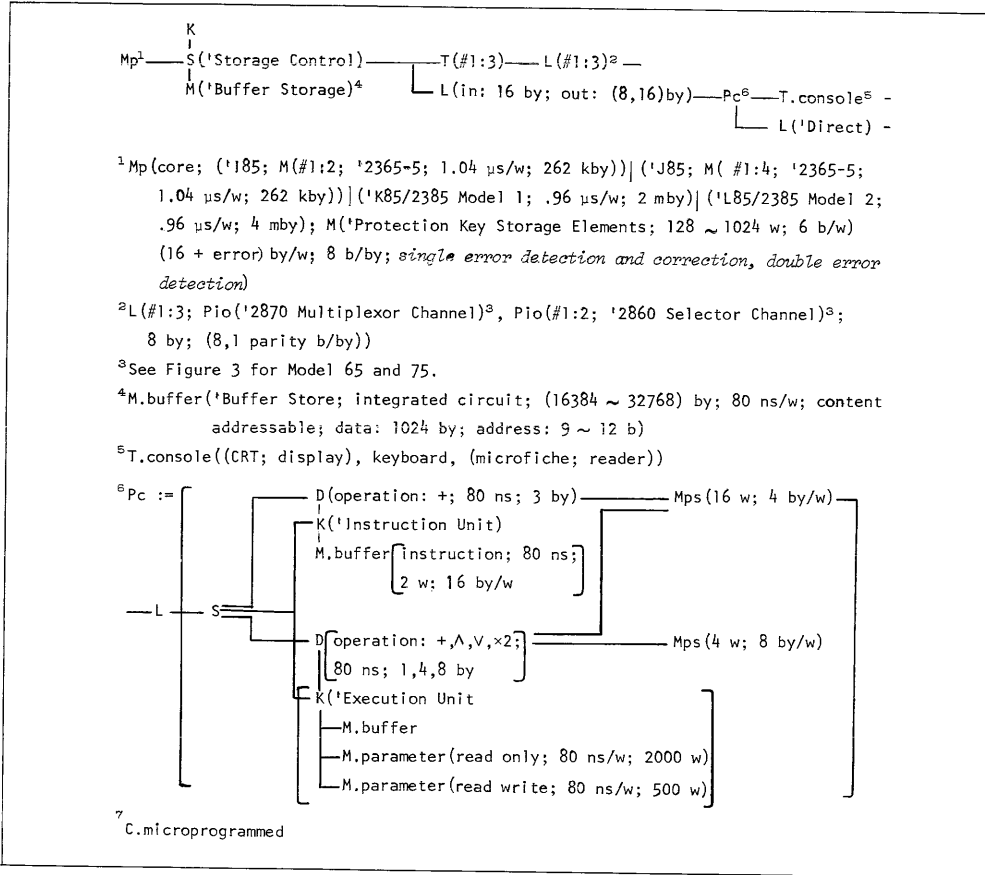 K
Mp¹ S('Storage Control) T(#1:3) L(#1:3)²
M('Buffer Storage)⁴ L(in: 16 by; out: (8,16)by) Pc⁶ T.console⁵ -
L('Direct) -
¹Mp(core; ('I85; M(#1:2; '2365-5; 1.04 μs/w; 262 kby))|('J85; M( #1:4; '2365-5;
1.04 μs/w; 262 kby))|('K85/2385 Model 1; .96 μs/w; 2 mby)|('L85/2385 Model 2;
.96 μs/w; 4 mby); M('Protection Key Storage Elements; 128 ~ 1024 w; 6 b/w)
(16 + error) by/w; 8 b/by; single error detection and correction, double error
detection)
²L(#1:3; Pio('2870 Multiplexor Channel)³, Pio(#1:2; '2860 Selector Channel)³;
8 by; (8,1 parity b/by))
³See Figure 3 for Model 65 and 75.
⁴M.buffer('Buffer Store; integrated circuit; (16384 ~ 32768) by; 80 ns/w; content
addressable; data: 1024 by; address: 9 ~ 12 b)
⁵T.console((CRT; display), keyboard, (microfiche; reader))
⁶Pc := D(operation: +; 80 ns; 3 by) Mps(16 w; 4 by/w)
K('Instruction Unit)
M.buffer[instruction; 80 ns;
2 w; 16 by/w]
L S
D[operation: +,∧,∨,×2; Mps(4 w; 8 by/w)
80 ns; 1,4,8 by]
K('Execution Unit
M.buffer
M.parameter(read only; 80 ns/w; 2000 w)
M.parameter(read write; 80 ns/w; 500 w)
⁷C.microprogrammed